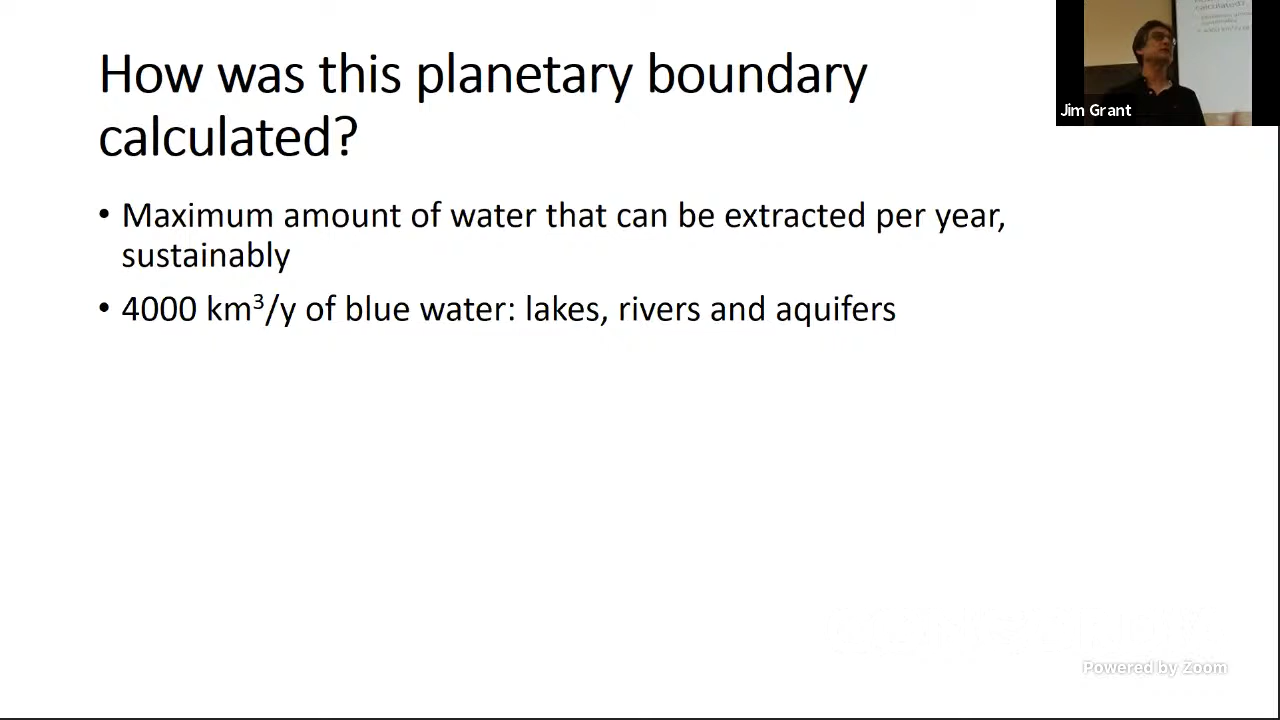 How was this planetary boundary
calculated?
• Maximum amount of water that can be extracted per year,
sustainably
• 4000 km³/y of blue water: lakes, rivers and aquifers
Jim Grant
Powered by Zoom